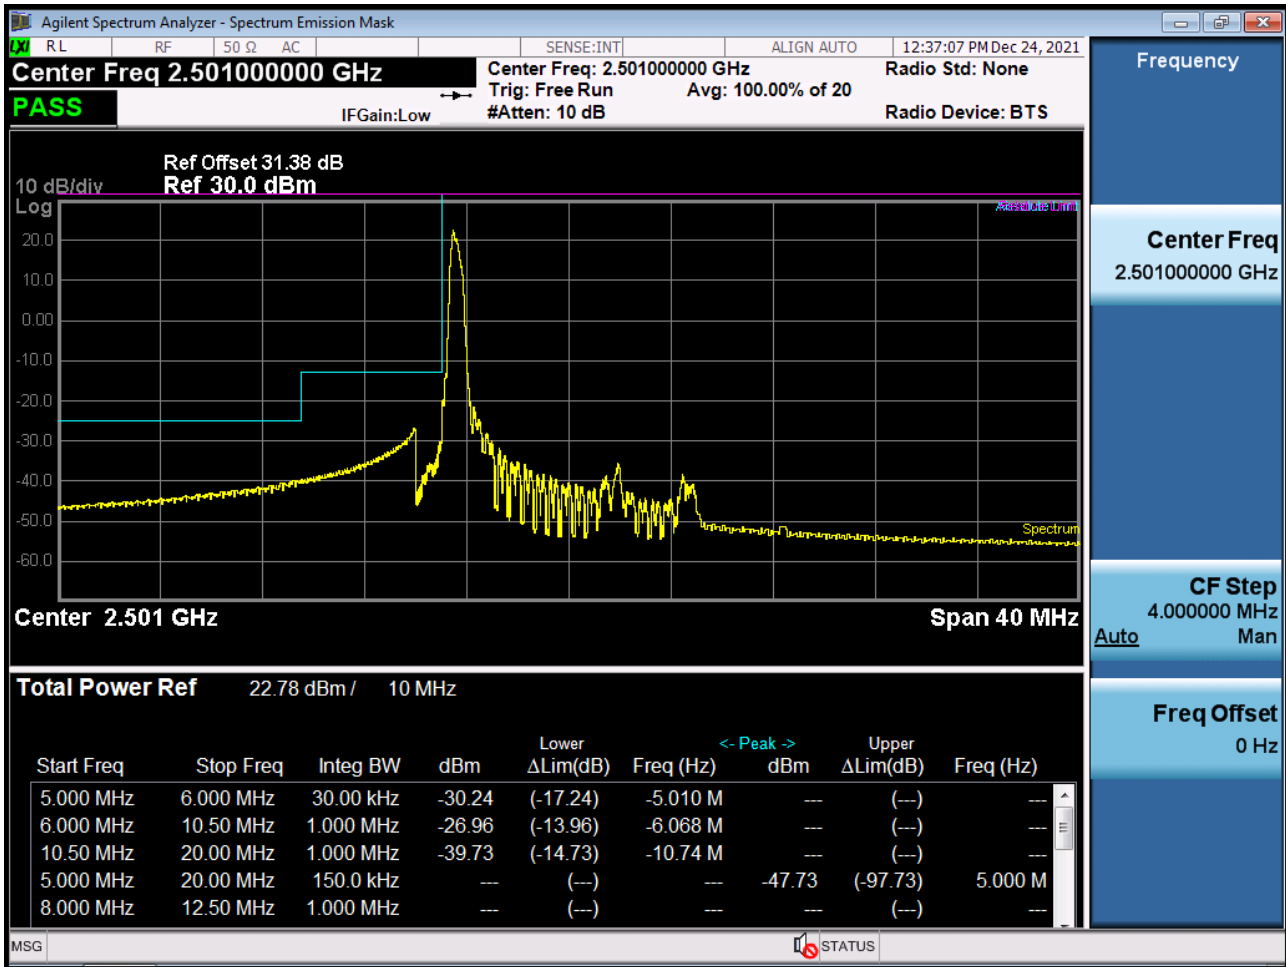 Agilent Spectrum Analyzer - Spectrum Emission Mask
LXI RL RF 50 Ω AC SENSE:INT ALIGN AUTO 12:37:07 PM Dec 24, 2021
Center Freq 2.501000000 GHz
PASS
IFGain:Low
Center Freq: 2.501000000 GHz
Trig: Free Run Avg: 100.00% of 20
#Atten: 10 dB
Radio Std: None
Radio Device: BTS
Ref Offset 31.38 dB
10 dB/div Ref 30.0 dBm
Log
Absolute Limit
20.0
10.0
0.00
-10.0
-20.0
-30.0
-40.0
-50.0
-60.0
Spectrum
Center 2.501 GHz Span 40 MHz
Total Power Ref 22.78 dBm / 10 MHz
Lower <- Peak -> Upper
Start Freq Stop Freq Integ BW dBm ΔLim(dB) Freq (Hz) dBm ΔLim(dB) Freq (Hz)
5.000 MHz 6.000 MHz 30.00 kHz -30.24 (-17.24) -5.010 M --- (---) ---
6.000 MHz 10.50 MHz 1.000 MHz -26.96 (-13.96) -6.068 M --- (---) ---
10.50 MHz 20.00 MHz 1.000 MHz -39.73 (-14.73) -10.74 M --- (---) ---
5.000 MHz 20.00 MHz 150.0 kHz --- (---) --- -47.73 (-97.73) 5.000 M
8.000 MHz 12.50 MHz 1.000 MHz --- (---) --- --- (---) ---
MSG STATUS
Frequency
Center Freq
2.501000000 GHz
CF Step
4.000000 MHz
Auto Man
Freq Offset
0 Hz